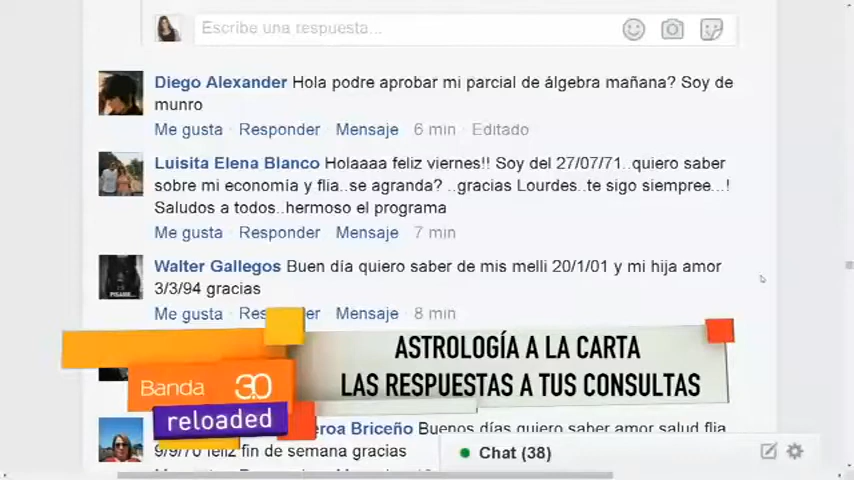 Escribe una respuesta...
Diego Alexander Hola podre aprobar mi parcial de álgebra mañana? Soy de
munro
Me gusta · Responder · Mensaje 6 min · Editado
Luisita Elena Blanco Holaaaa feliz viernes!! Soy del 27/07/71..quiero saber
sobre mi economía y flia..se agranda? ..gracias Lourdes..te sigo siempree...!
Saludos a todos..hermoso el programa
Me gusta · Responder · Mensaje 7 min
Walter Gallegos Buen día quiero saber de mis melli 20/1/01 y mi hija amor
3/3/94 gracias
Me gusta · Mensaje 8 min
ASTROLOGÍA A LA CARTA
LAS RESPUESTAS A TUS CONSULTAS
Banda 3.0
reloaded
Briceño Buenos días quiero saber amor salud flia
9/9/70 feliz fin de semana gracias
Chat (38)